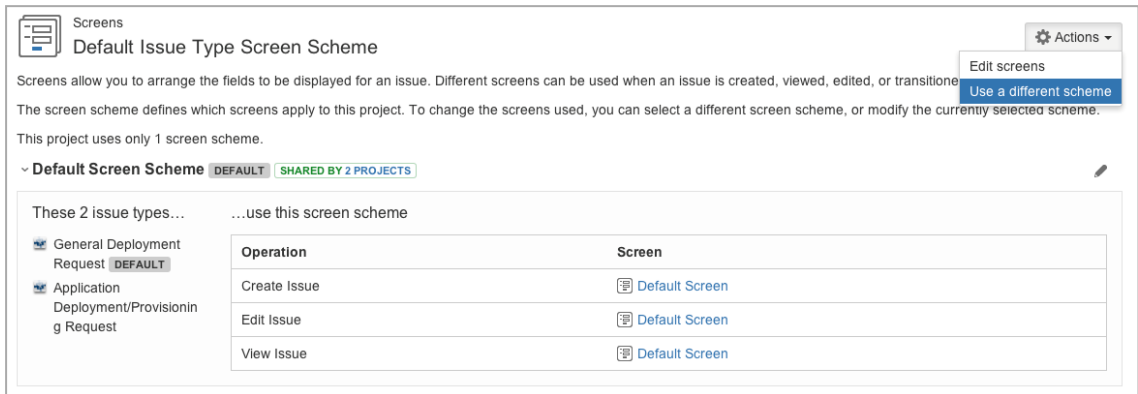 Screens
Default Issue Type Screen Scheme
Actions
Edit screens
Use a different scheme
Screens allow you to arrange the fields to be displayed for an issue. Different screens can be used when an issue is created, viewed, edited, or
The screen scheme defines which screens apply to this project. To change the screens used, you can select a different screen scheme, or modify the currently selected scheme.
This project uses only 1 screen scheme.
Default Screen Scheme DEFAULT SHARED BY 2 PROJECTS
These 2 issue types…
…use this screen scheme
General Deployment
Request DEFAULT
Application
Deployment/Provisionin
g Request
Operation Screen
Create Issue Default Screen
Edit Issue Default Screen
View Issue Default Screen